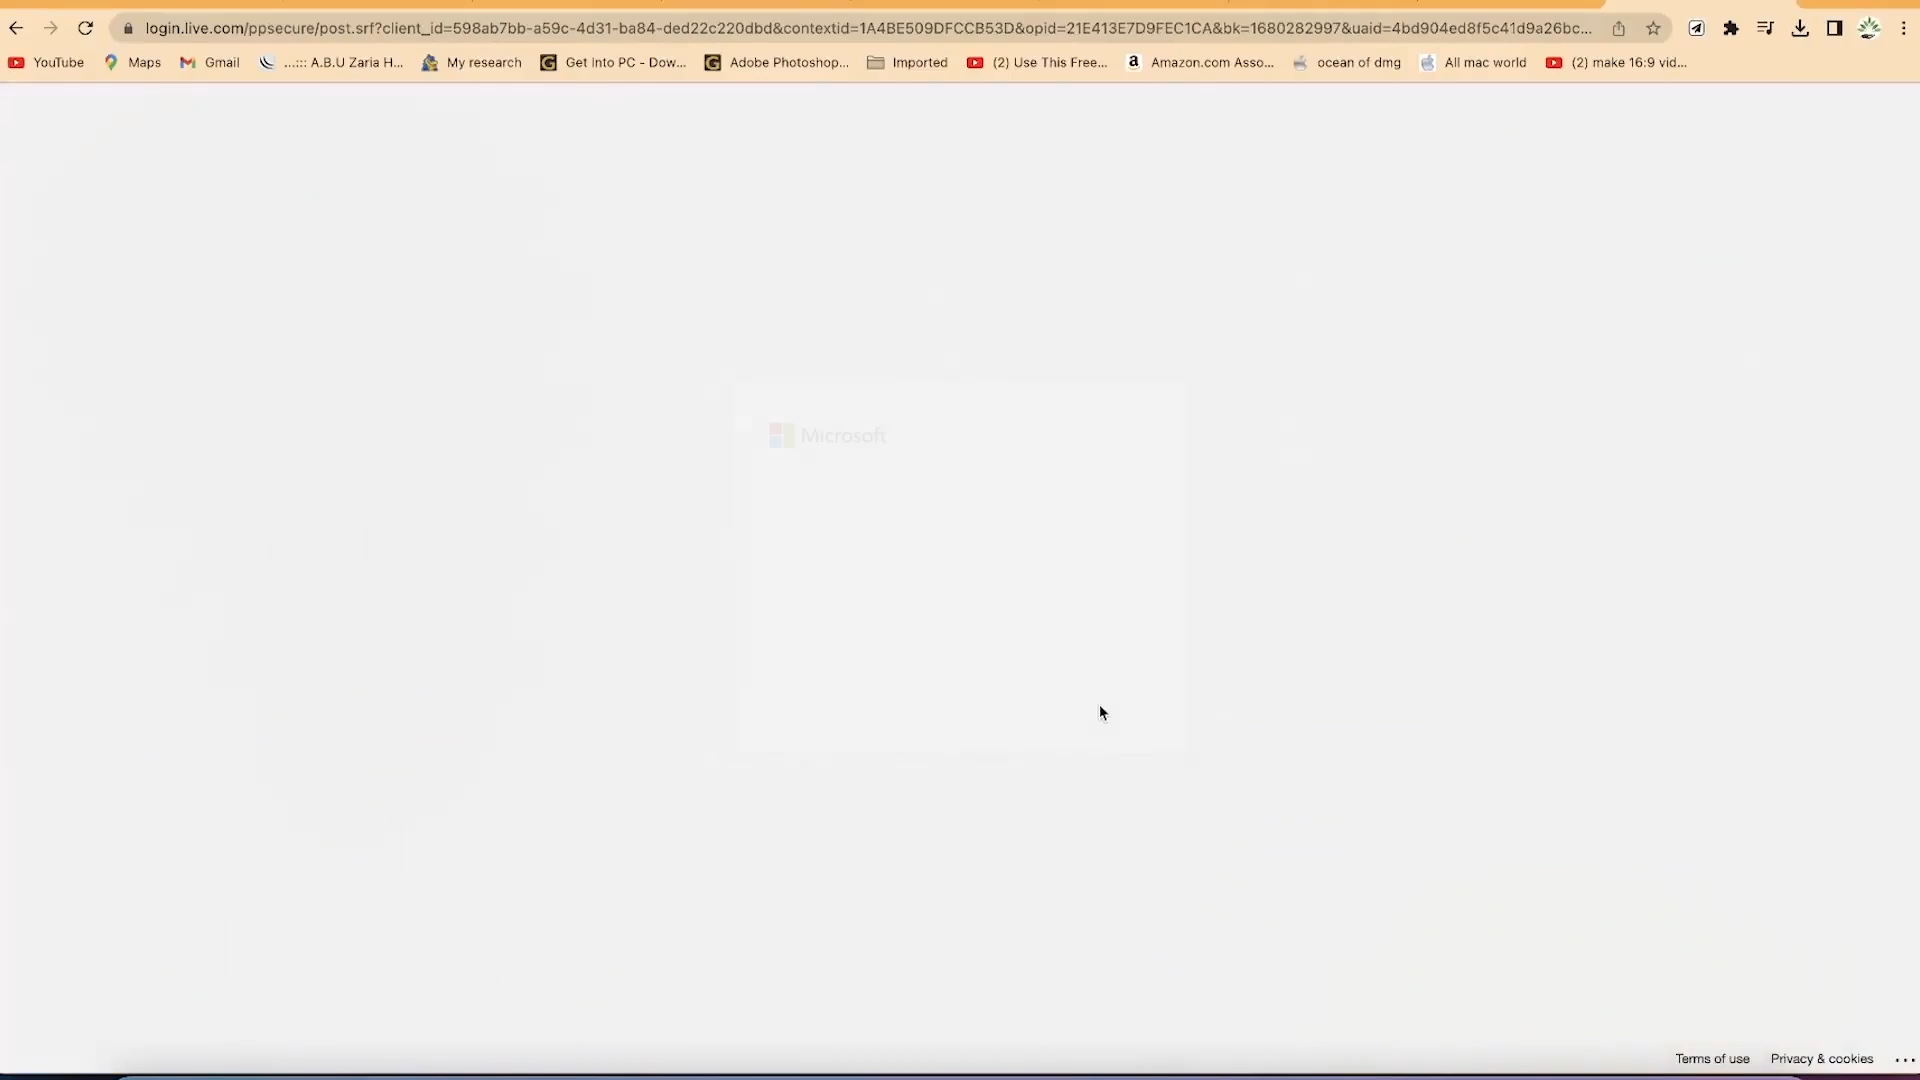 login.live.com/ppsecure/post.srf?client_id=598ab7bb-a59c-4d31-ba84-ded22c220dbd&contextid=1A4BE509DFCCB53D&opid=21E413E7D9FEC1CA&bk=1680282997&uaid=4bd904ed8f5c41d9a26bc...
YouTube Maps Gmail ...::: A.B.U Zaria H... My research Get Into PC - Dow... Adobe Photoshop... Imported (2) Use This Free... Amazon.com Asso... ocean of dmg All mac world (2) make 16:9 vid...
Microsoft
Terms of use Privacy & cookies ...